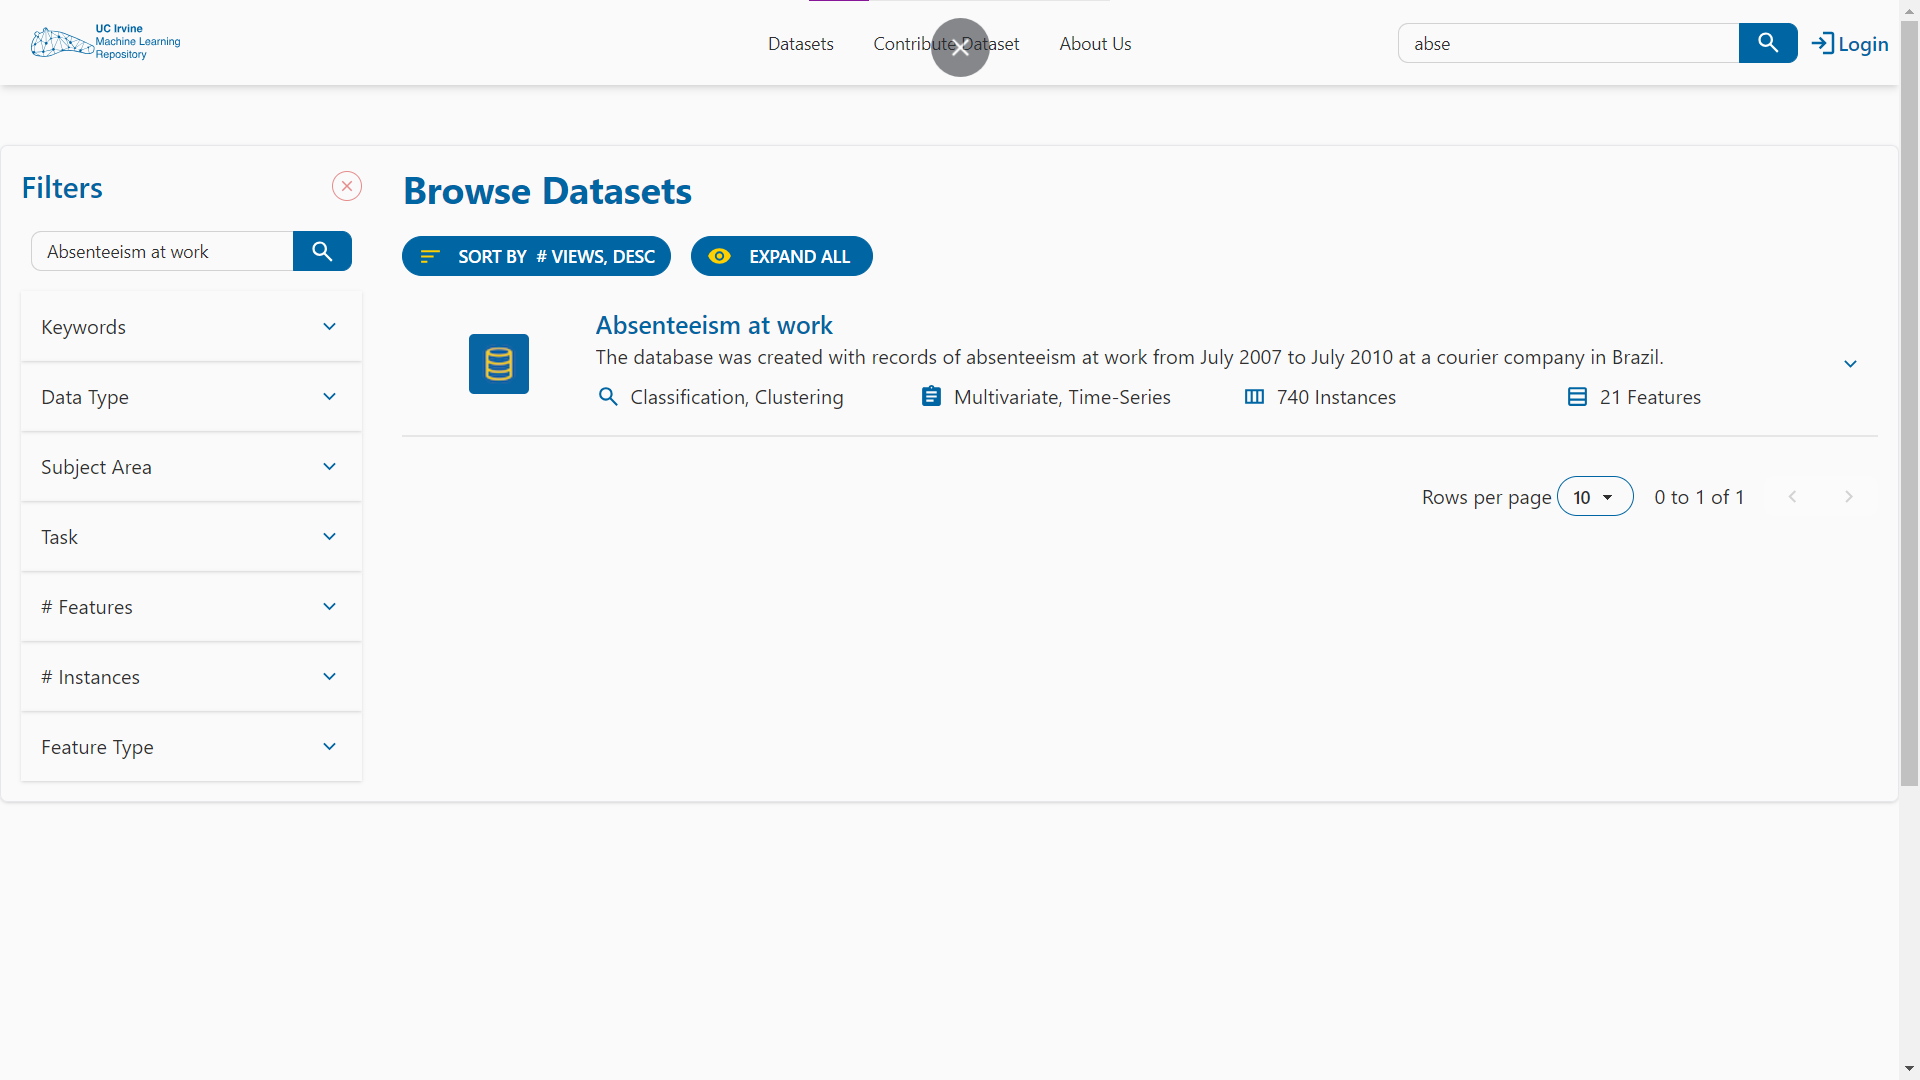 UC Irvine
Machine Learning
Repository
Datasets
Contribute Dataset
About Us
abse
Login
Filters
Absenteeism at work
Keywords
Data Type
Subject Area
Task
# Features
# Instances
Feature Type
Browse Datasets
SORT BY # VIEWS, DESC
EXPAND ALL
Absenteeism at work
The database was created with records of absenteeism at work from July 2007 to July 2010 at a courier company in Brazil.
Classification, Clustering
Multivariate, Time-Series
740 Instances
21 Features
Rows per page 10 0 to 1 of 1